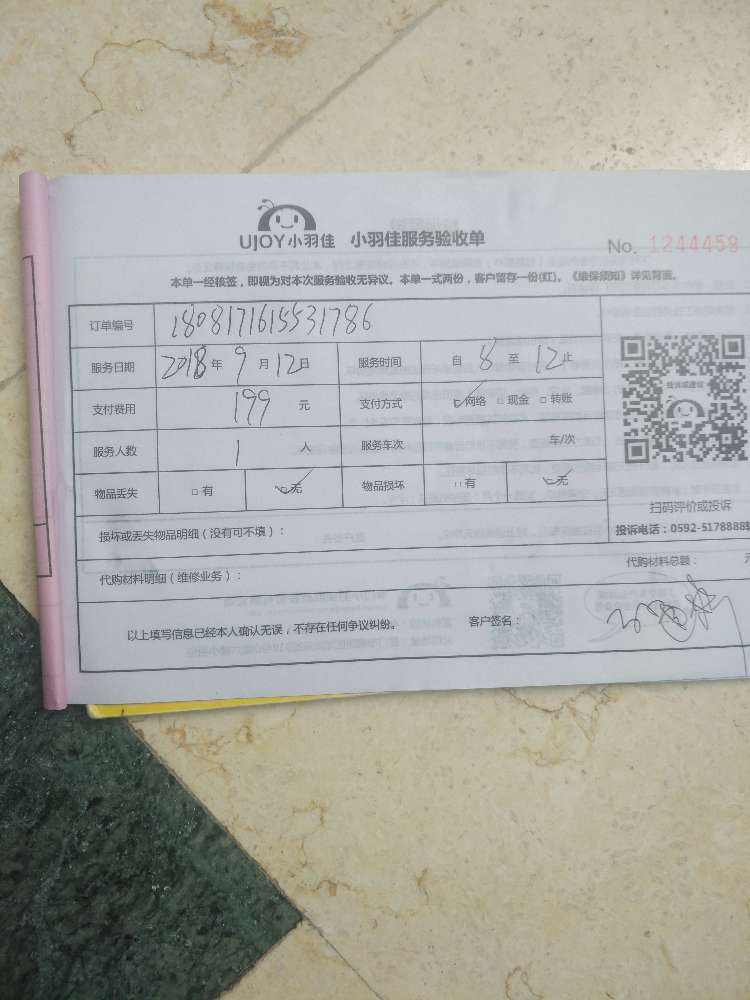 UJOY小羽佳 小羽佳服务验收单
No. 1244459
本单一经核签，即视为对本次服务验收无异议。本单一式两份，客户留存一份(红)。《维保须知》详见背面。
订单编号 1808171615531786
服务日期 2018年9月12日 服务时间 自8至12止
支付费用 199元 支付方式 ☑网络 □现金 □转账
服务人数 1人 服务车次 车/次
物品丢失 □有 ☑无 物品损坏 □有 ☑无
投诉或建议
扫码评价或投诉
投诉电话：0592-5178888
损坏或丢失物品明细（没有可不填）：
代购材料明细（维修业务）： 代购材料总额：
以上填写信息已经本人确认无误，不存在任何争议纠纷。 客户签名：